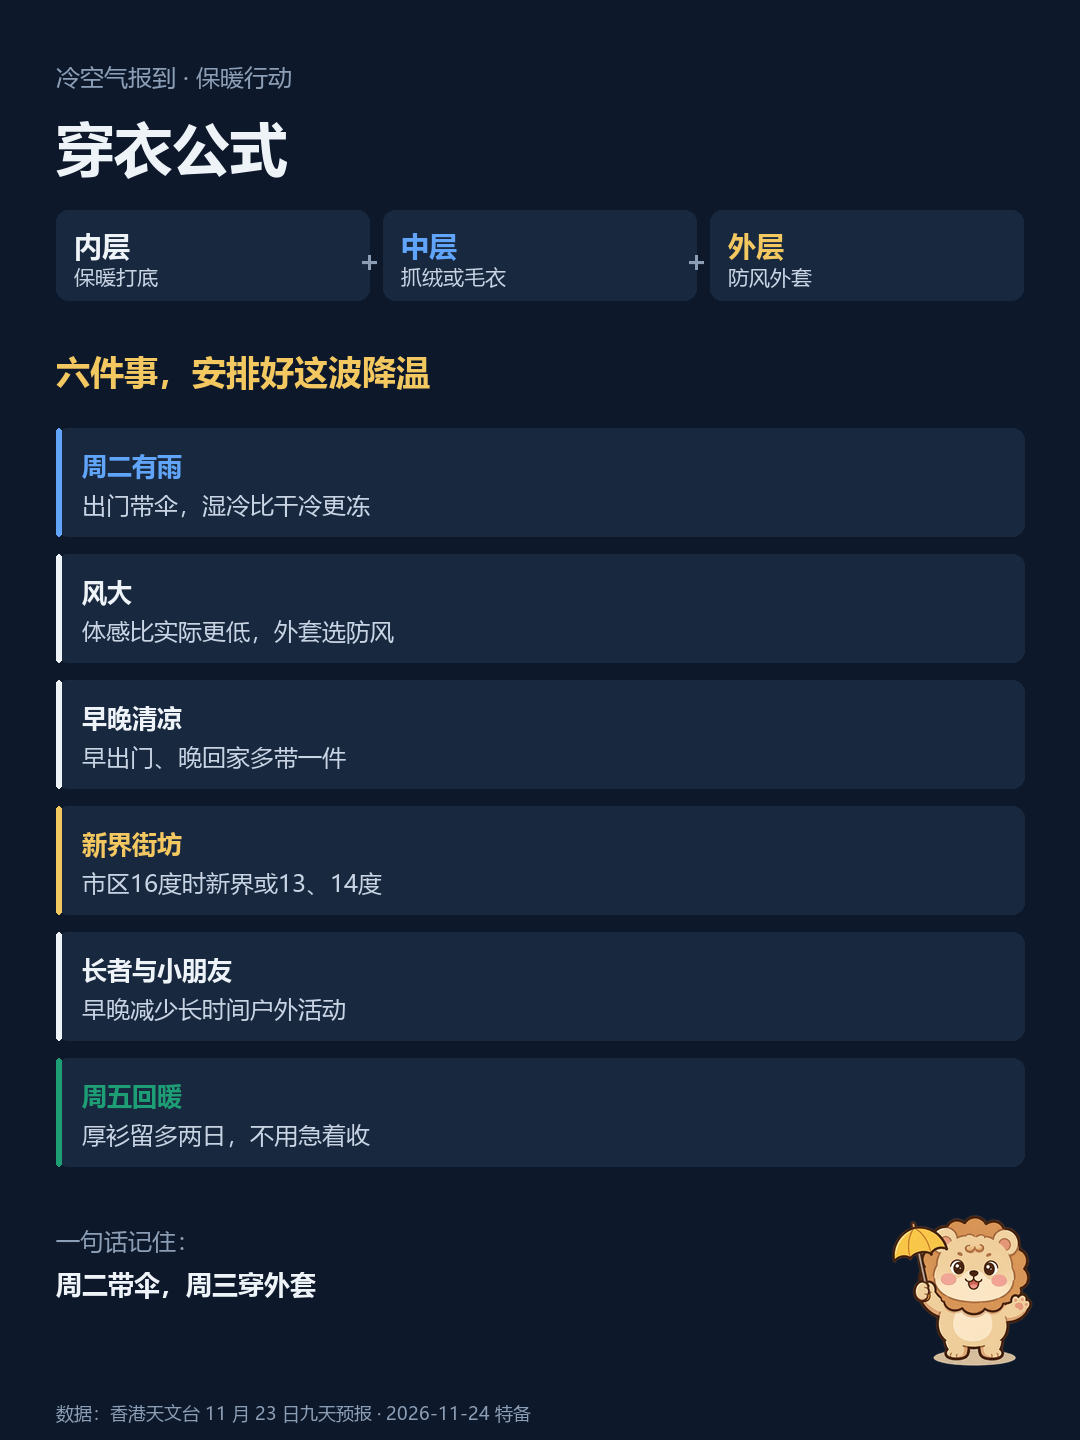 冷空气报到 · 保暖行动
穿衣公式
内层
保暖打底
+
中层
抓绒或毛衣
+
外层
防风外套
六件事，安排好这波降温
周二有雨
出门带伞，湿冷比干冷更冻
风大
体感比实际更低，外套选防风
早晚清凉
早出门、晚回家多带一件
新界街坊
市区16度时新界或13、14度
长者与小朋友
早晚减少长时间户外活动
周五回暖
厚衫留多两日，不用急着收
一句话记住：
周二带伞，周三穿外套
数据：香港天文台 11 月 23 日九天预报 · 2026-11-24 特备